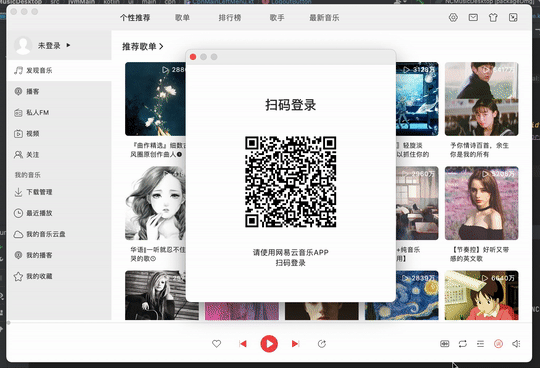 个性推荐
歌单
排行榜
歌手
最新音乐
未登录
发现音乐
播客
私人FM
视频
关注
我的音乐
下载管理
最近播放
我的音乐云盘
我的播客
我的收藏
推荐歌单
3128万
2960万
5208万
2839万
6640万
『曲作精选』细数古
风圈原创作曲人
华语|一听就忍不住
哭的歌
轻旋淡
以抓住你的
+纯音乐
用】
予你情诗百首，余生
你是我的所有
【节奏控】好听又带
感的英文歌
扫码登录
请使用网易云音乐APP
扫码登录